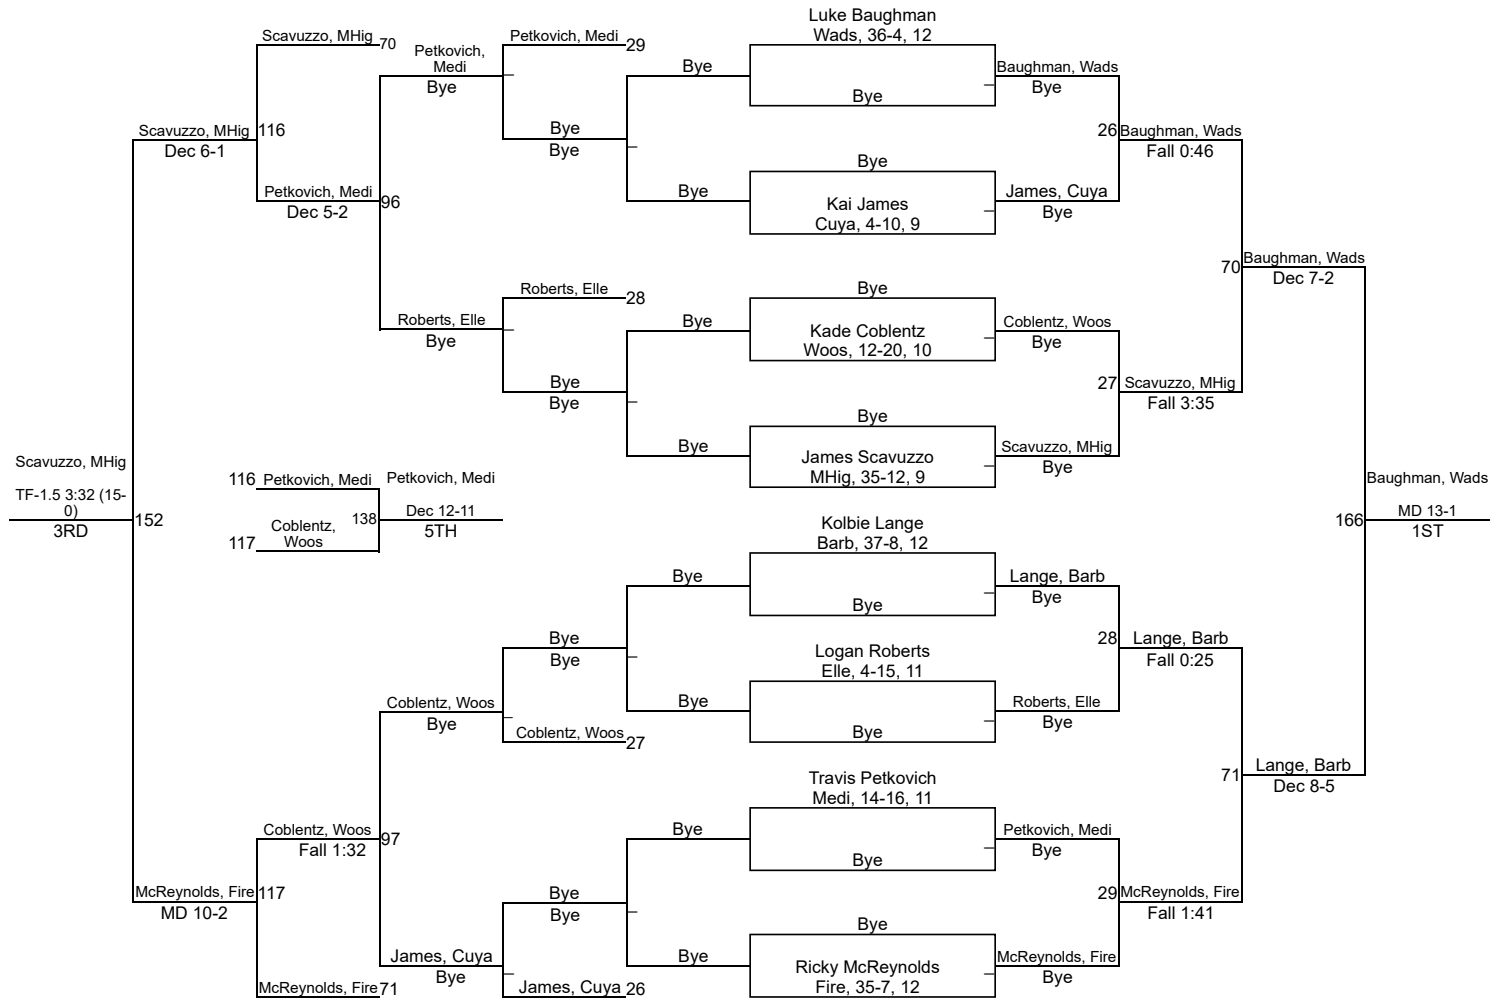 Luke Baughman
Wads, 36-4, 12
Bye
Bye
Kai James
Cuya, 4-10, 9
Bye
Kade Coblentz
Woos, 12-20, 10
Bye
James Scavuzzo
MHig, 35-12, 9
Kolbie Lange
Barb, 37-8, 12
Bye
Logan Roberts
Elle, 4-15, 11
Bye
Travis Petkovich
Medi, 14-16, 11
Bye
Bye
Ricky McReynolds
Fire, 35-7, 12
Baughman, Wads
Bye
26
James, Cuya
Bye
Coblentz, Woos
Bye
27
Scavuzzo, MHig
Bye
Lange, Barb
Bye
28
Roberts, Elle
Bye
Petkovich, Medi
Bye
29
McReynolds, Fire
Bye
Baughman, Wads
Fall 0:46
70
Scavuzzo, MHig
Fall 3:35
Lange, Barb
Fall 0:25
71
McReynolds, Fire
Fall 1:41
Baughman, Wads
Dec 7-2
166
Lange, Barb
Dec 8-5
Baughman, Wads
MD 13-1
1ST
Bye
Bye
Bye
Bye
Bye
Bye
Bye
Bye
Petkovich, Medi
29
Bye
Bye
Roberts, Elle
28
Bye
Bye
Bye
Bye
Coblentz, Woos
27
Bye
Bye
James, Cuya
26
Petkovich,
Medi
Bye
96
Roberts, Elle
Bye
Coblentz, Woos
Bye
97
James, Cuya
Bye
Scavuzzo, MHig
70
116
Petkovich, Medi
Dec 5-2
Coblentz, Woos
Fall 1:32
117
McReynolds, Fire
71
Scavuzzo, MHig
Dec 6-1
152
McReynolds, Fire
MD 10-2
Scavuzzo, MHig
TF-1.5 3:32 (15-
0)
3RD
116
Petkovich, Medi
138
117
Coblentz,
Woos
Petkovich, Medi
Dec 12-11
5TH